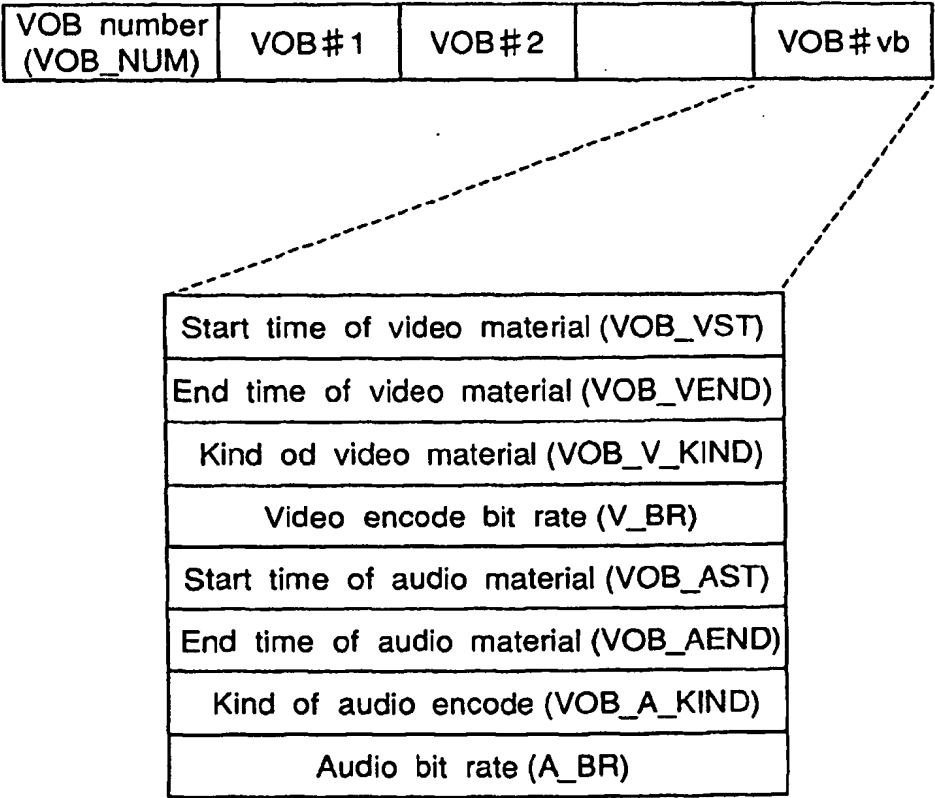 VOB number
(VOB_NUM)
VOB#1
VOB#2
VOB#vb
Start time of video material (VOB_VST)
End time of video material (VOB_VEND)
Kind od video material (VOB_V_KIND)
Video encode bit rate (V_BR)
Start time of audio material (VOB_AST)
End time of audio material (VOB_AEND)
Kind of audio encode (VOB_A_KIND)
Audio bit rate (A_BR)